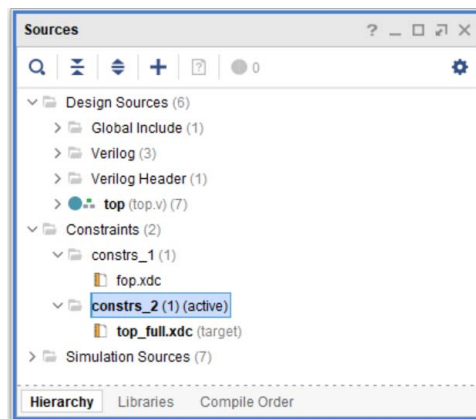 Sources
0
Design Sources (6)
Global Include (1)
Verilog (3)
Verilog Header (1)
top (top.v) (7)
Constraints (2)
constrs_1 (1)
fop.xdc
constrs_2 (1) (active)
top_full.xdc (target)
Simulation Sources (7)
Hierarchy Libraries Compile Order